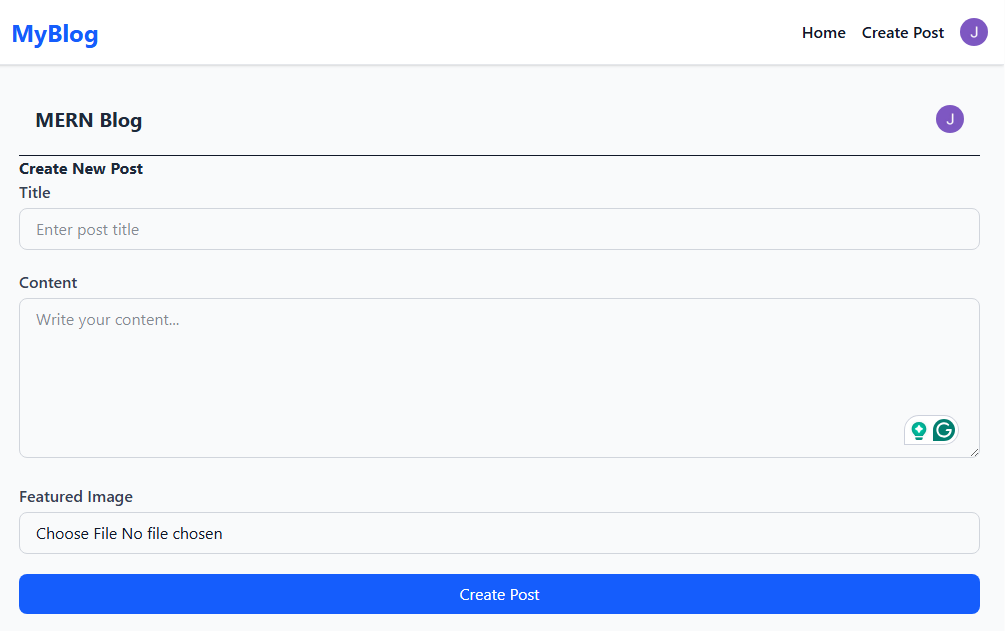 MyBlog
Home Create Post J
MERN Blog J
Create New Post
Title
Enter post title
Content
Write your content...
G
Featured Image
Choose File No file chosen
Create Post